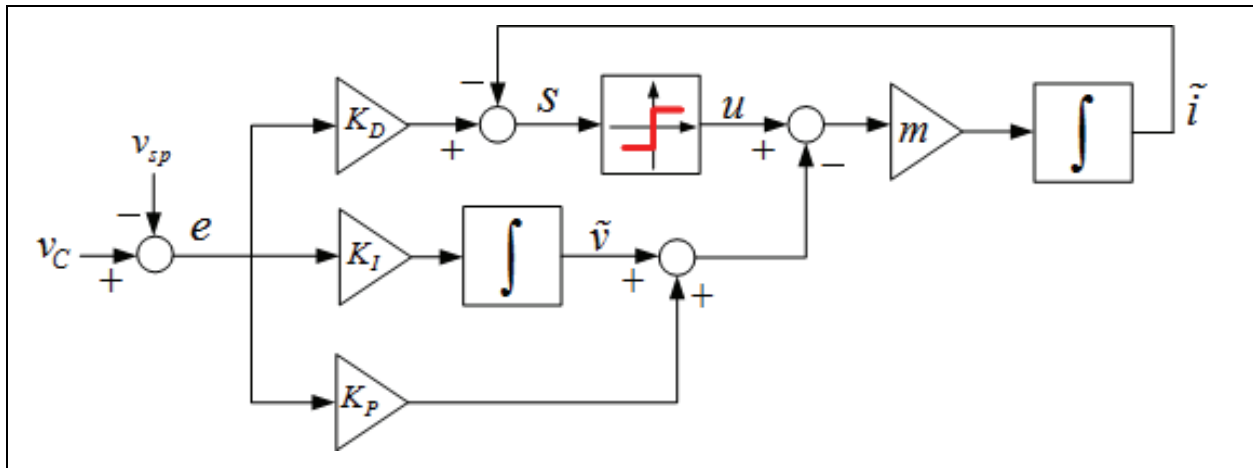 −
ĩ
K_D
s
u
+
+
−
m
∫
v_sp
−
e
v_C
+
K_I
∫
ṽ
+
+
K_P